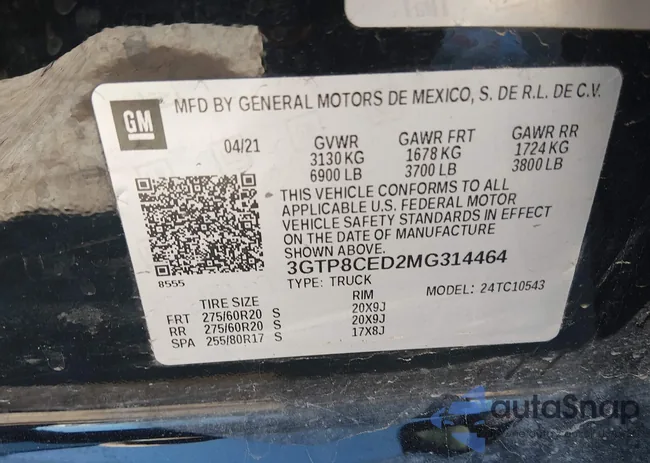 GM
MFD BY GENERAL MOTORS DE MEXICO, S. DE R.L. DE C.V.
04/21 GVWR GAWR FRT GAWR RR
3130 KG 1678 KG 1724 KG
6900 LB 3700 LB 3800 LB
THIS VEHICLE CONFORMS TO ALL
APPLICABLE U.S. FEDERAL MOTOR
VEHICLE SAFETY STANDARDS IN EFFECT
ON THE DATE OF MANUFACTURE
SHOWN ABOVE.
8555
3GTP8CED2MG314464
TYPE: TRUCK MODEL: 24TC10543
TIRE SIZE RIM
FRT 275/60R20 S 20X9J
RR 275/60R20 S 20X9J
SPA 255/80R17 S 17X8J
autoSnap